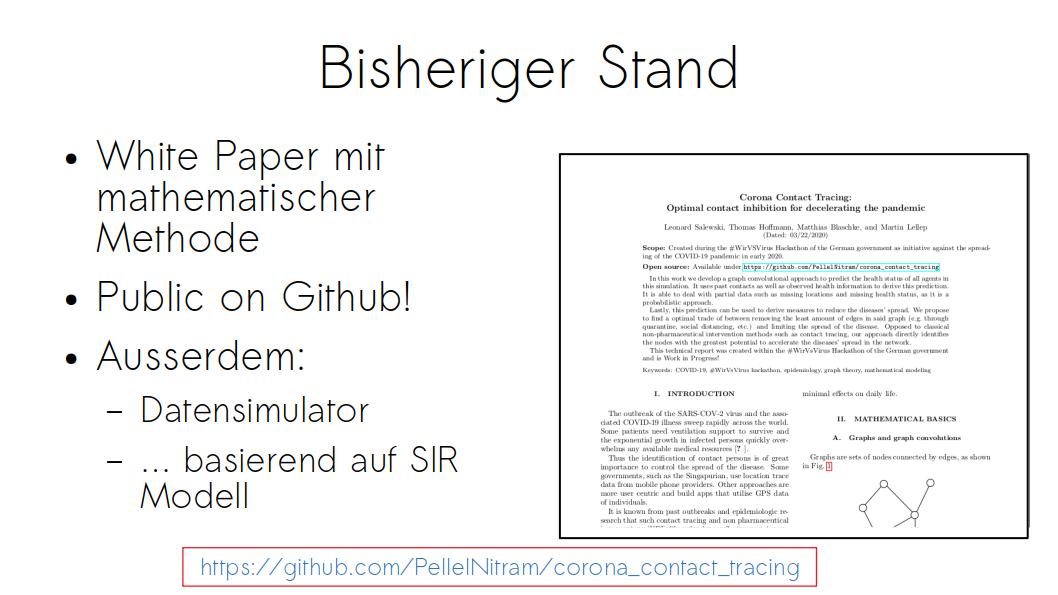 Bisheriger Stand
• White Paper mit
mathematischer
Methode
• Public on Github!
• Ausserdem:
– Datensimulator
– ... basierend auf SIR
Modell
Corona Contact Tracing:
Optimal contact inhibition for decelerating the pandemic
Leonard Salewski, Thomas Hoffmann, Matthias Blaschke, and Martin Lellep
(Dated: 03/22/2020)
Scope: Created during the #WirVSVirus Hackathon of the German government as initiative against the spread-
ing of the COVID-19 pandemic in early 2020.
Open source: Available under https://github.com/PellelNitram/corona_contact_tracing
In this work we develop a graph convolutional approach to predict the health status of all agents in
this simulation. It uses past contacts as well as observed health information to derive this prediction.
It is able to deal with partial data such as missing locations and missing health status, as it is a
probabilistic approach.
Lastly, this prediction can be used to derive measures to reduce the diseases' spread. We propose
to find a optimal trade of between removing the least amount of edges in said graph (e.g. through
quarantine, social distancing, etc.) and limiting the spread of the disease. Opposed to classical
non-pharmaceutical intervention methods such as contact tracing, our approach directly identifies
the nodes with the greatest potential to accelerate the diseases' spread in the network.
This technical report was created within the #WirVsVirus Hackathon of the German government
and is Work in Progress!
Keywords: COVID-19, #WirVsVirus hackathon, epidemiology, graph theory, mathematical modeling
I. INTRODUCTION
The outbreak of the SARS-COV-2 virus and the asso-
ciated COVID-19 illness sweep rapidly across the world.
Some patients need ventilation support to survive and
the exponential growth in infected persons quickly over-
whelms any available medical resources [? ].
Thus the identification of contact persons is of great
importance to control the spread of the disease. Some
governments, such as the Singapurian, use location trace
data from mobile phone providers. Other approaches are
more user centric and build apps that utilise GPS data
of individuals.
It is known from past outbreaks and epidemiologic re-
search that such contact tracing and non pharmaceutical
minimal effects on daily life.
II. MATHEMATICAL BASICS
A. Graphs and graph convolutions
Graphs are sets of nodes connected by edges, as shown
in Fig. 1
https://github.com/PellelNitram/corona_contact_tracing